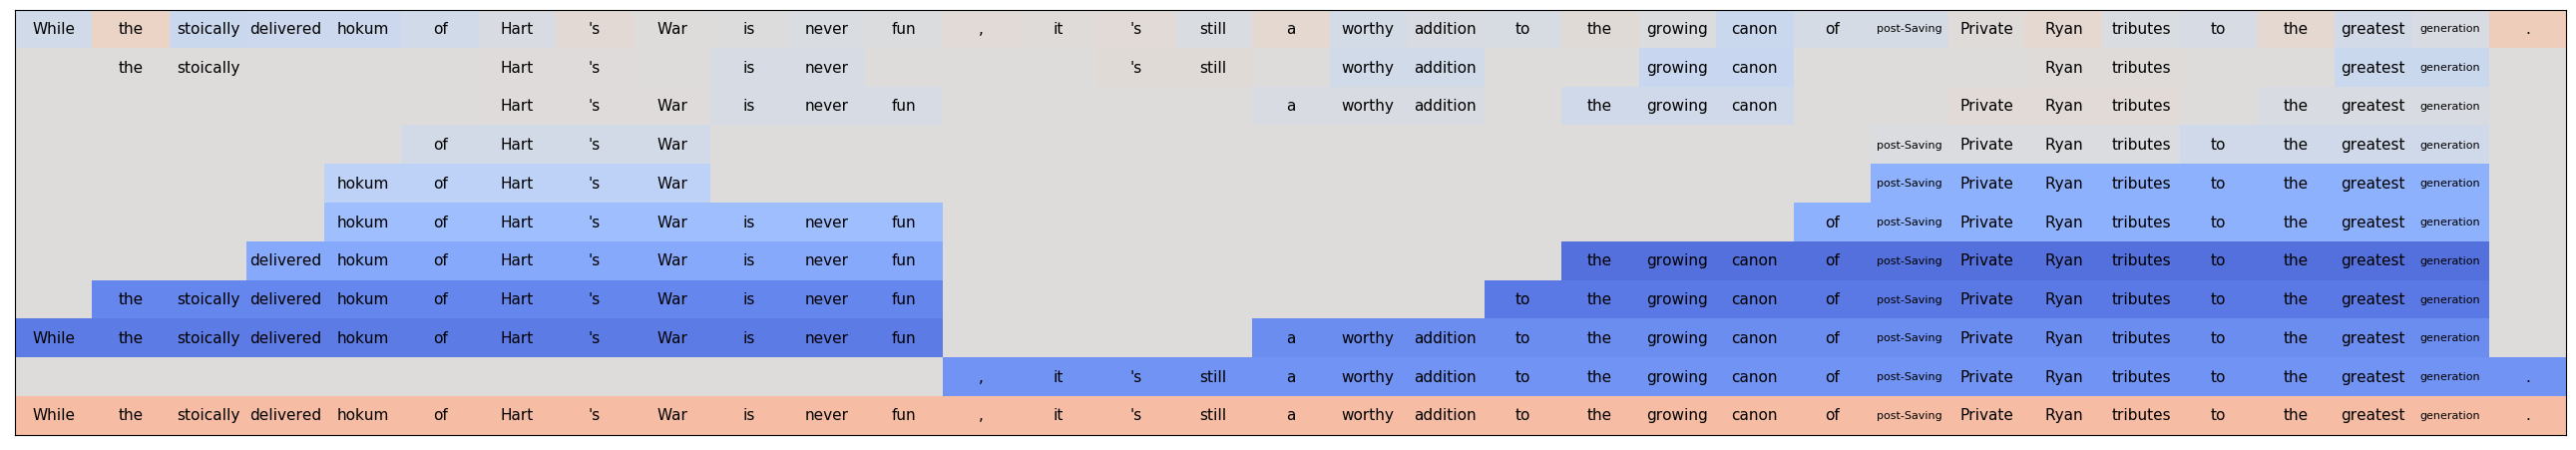 While the stoically delivered hokum of Hart 's War is never fun , it 's still a worthy addition to the growing canon of post-Saving Private Ryan tributes to the greatest generation .
the stoically Hart 's is never 's still worthy addition growing canon Ryan tributes greatest generation
Hart 's War is never fun a worthy addition the growing canon Private Ryan tributes the greatest generation
of Hart 's War post-Saving Private Ryan tributes to the greatest generation
hokum of Hart 's War post-Saving Private Ryan tributes to the greatest generation
hokum of Hart 's War is never fun of post-Saving Private Ryan tributes to the greatest generation
delivered hokum of Hart 's War is never fun the growing canon of post-Saving Private Ryan tributes to the greatest generation
the stoically delivered hokum of Hart 's War is never fun to the growing canon of post-Saving Private Ryan tributes to the greatest generation
While the stoically delivered hokum of Hart 's War is never fun a worthy addition to the growing canon of post-Saving Private Ryan tributes to the greatest generation
, it 's still a worthy addition to the growing canon of post-Saving Private Ryan tributes to the greatest generation .
While the stoically delivered hokum of Hart 's War is never fun , it 's still a worthy addition to the growing canon of post-Saving Private Ryan tributes to the greatest generation .